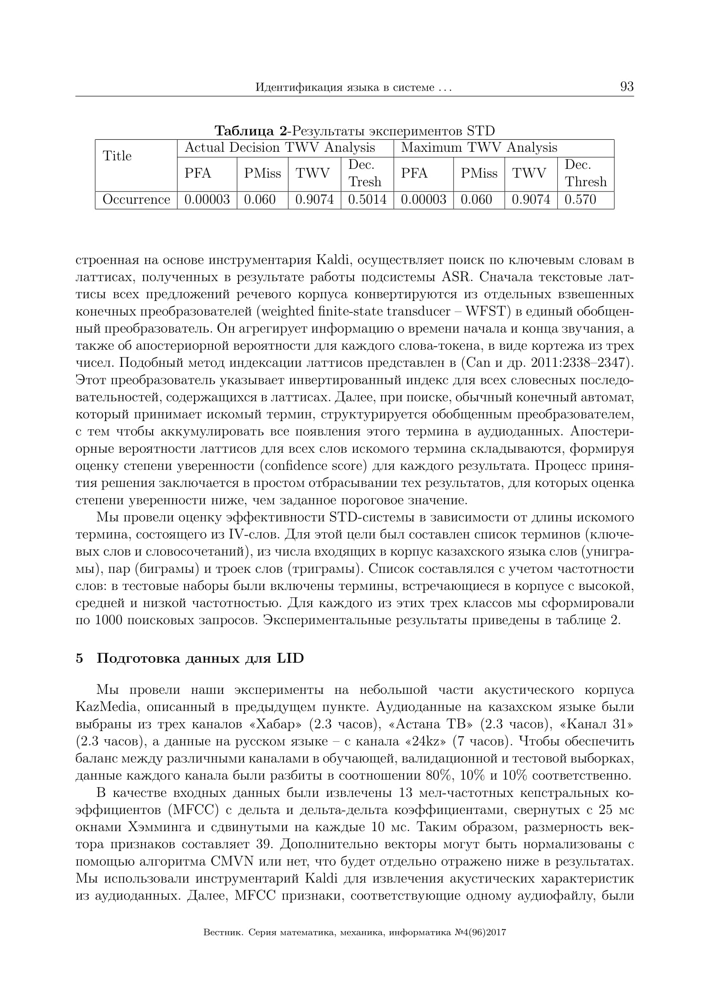 Идентификация языка в системе ... 93
Таблица 2-Результаты экспериментов STD
Title Actual Decision TWV Analysis Maximum TWV Analysis
PFA PMiss TWV Dec. Tresh PFA PMiss TWV Dec. Thresh
Occurrence 0.00003 0.060 0.9074 0.5014 0.00003 0.060 0.9074 0.570
строенная на основе инструментария Kaldi, осуществляет поиск по ключевым словам в
латтисах, полученных в результате работы подсистемы ASR. Сначала текстовые лат-
тисы всех предложений речевого корпуса конвертируются из отдельных взвешенных
конечных преобразователей (weighted finite-state transducer – WFST) в единый обобщен-
ный преобразователь. Он агрегирует информацию о времени начала и конца звучания, а
также об апостериорной вероятности для каждого слова-токена, в виде кортежа из трех
чисел. Подобный метод индексации латтисов представлен в (Can и др. 2011:2338–2347).
Этот преобразователь указывает инвертированный индекс для всех словесных последо-
вательностей, содержащихся в латтисах. Далее, при поиске, обычный конечный автомат,
который принимает искомый термин, структурируется обобщенным преобразователем,
с тем чтобы аккумулировать все появления этого термина в аудиоданных. Апостери-
орные вероятности латтисов для всех слов искомого термина складываются, формируя
оценку степени уверенности (confidence score) для каждого результата. Процесс приня-
тия решения заключается в простом отбрасывании тех результатов, для которых оценка
степени уверенности ниже, чем заданное пороговое значение.
Мы провели оценку эффективности STD-системы в зависимости от длины искомого
термина, состоящего из IV-слов. Для этой цели был составлен список терминов (ключе-
вых слов и словосочетаний), из числа входящих в корпус казахского языка слов (унигра-
мы), пар (биграмы) и троек слов (триграмы). Список составлялся с учетом частотности
слов: в тестовые наборы были включены термины, встречающиеся в корпусе с высокой,
средней и низкой частотностью. Для каждого из этих трех классов мы сформировали
по 1000 поисковых запросов. Экспериментальные результаты приведены в таблице 2.
5 Подготовка данных для LID
Мы провели наши эксперименты на небольшой части акустического корпуса
KazMedia, описанный в предыдущем пункте. Аудиоданные на казахском языке были
выбраны из трех каналов «Хабар» (2.3 часов), «Астана ТВ» (2.3 часов), «Канал 31»
(2.3 часов), а данные на русском языке – с канала «24kz» (7 часов). Чтобы обеспечить
баланс между различными каналами в обучающей, валидационной и тестовой выборках,
данные каждого канала были разбиты в соотношении 80%, 10% и 10% соответственно.
В качестве входных данных были извлечены 13 мел-частотных кепстральных ко-
эффициентов (MFCC) с дельта и дельта-дельта коэффициентами, свернутых с 25 мс
окнами Хэмминга и сдвинутыми на каждые 10 мс. Таким образом, размерность век-
тора признаков составляет 39. Дополнительно векторы могут быть нормализованы с
помощью алгоритма CMVN или нет, что будет отдельно отражено ниже в результатах.
Мы использовали инструментарий Kaldi для извлечения акустических характеристик
из аудиоданных. Далее, MFCC признаки, соответствующие одному аудиофайлу, были
Вестник. Серия математика, механика, информатика №4(96)2017